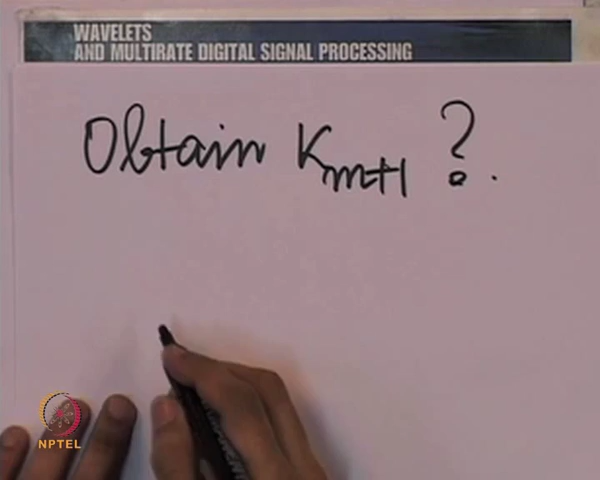 WAVELETS
AND MULTIRATE DIGITAL SIGNAL PROCESSING
Obtain Km+1 ?.
NPTEL